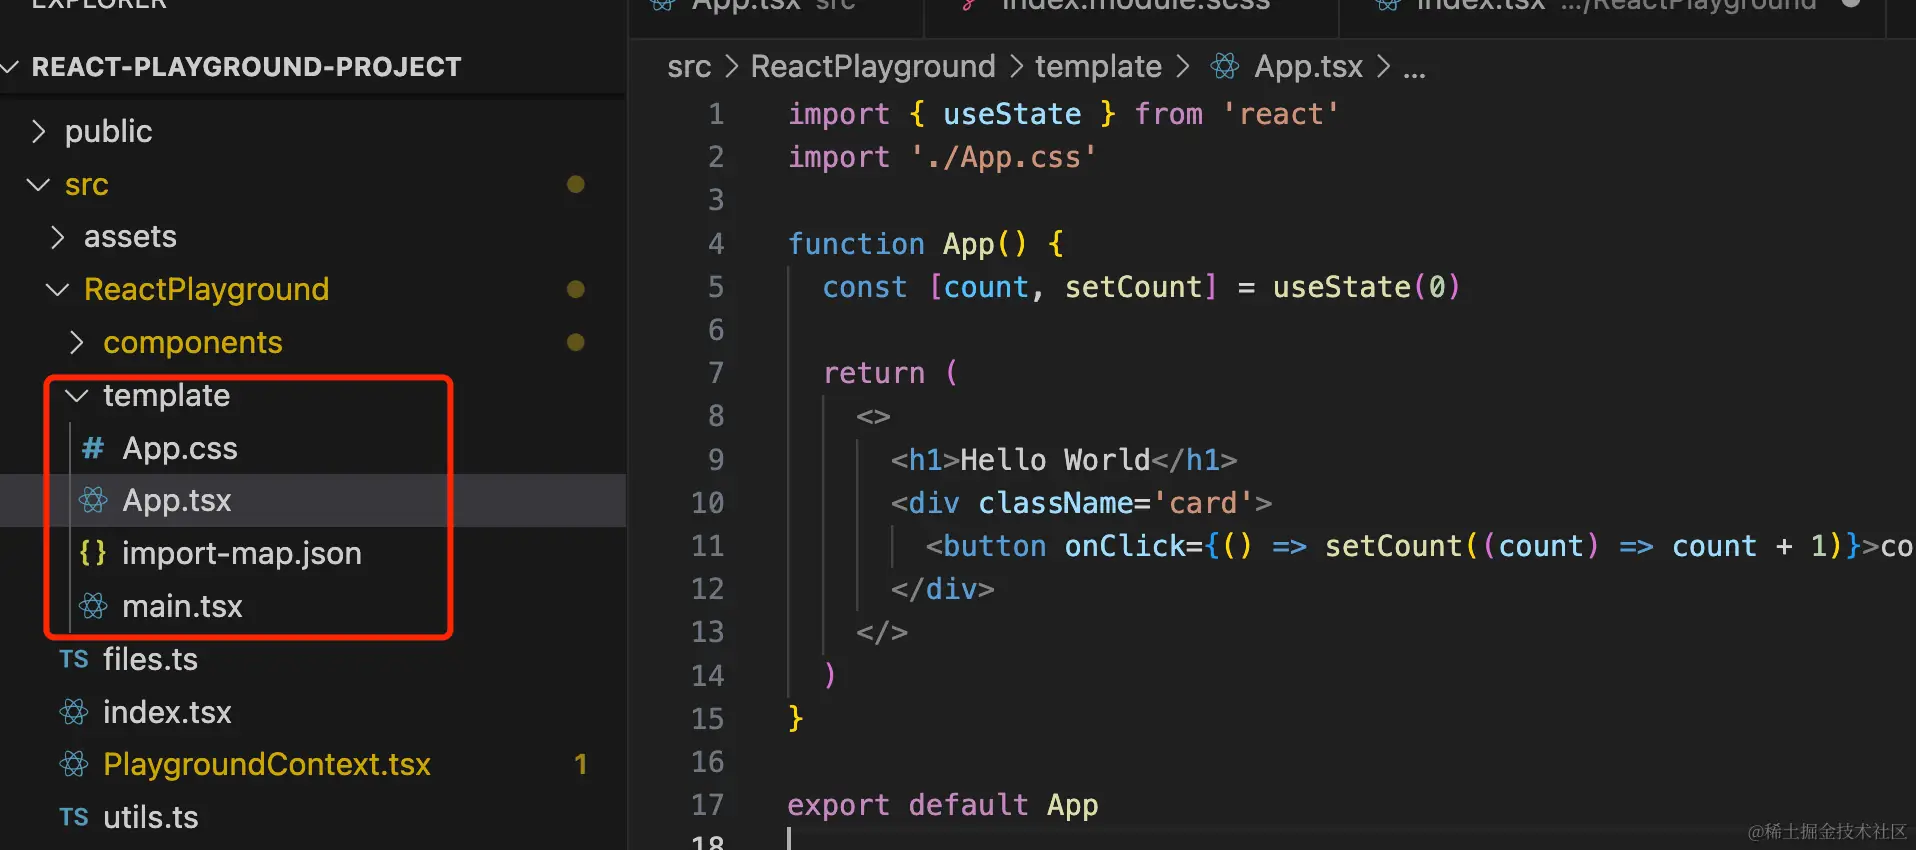 EXPLORER
REACT-PLAYGROUND-PROJECT
public
src
assets
ReactPlayground
components
template
# App.css
App.tsx
{} import-map.json
main.tsx
TS files.ts
index.tsx
PlaygroundContext.tsx 1
TS utils.ts
App.tsx src index.module.scss index.tsx .../ReactPlayground
src > ReactPlayground > template > App.tsx > ...
1 import { useState } from 'react'
2 import './App.css'
3
4 function App() {
5 const [count, setCount] = useState(0)
6
7 return (
8 <>
9 <h1>Hello World</h1>
10 <div className='card'>
11 <button onClick={() => setCount((count) => count + 1)}>co
12 </div>
13 </>
14 )
15 }
16
17 export default App
18
@稀土掘金技术社区